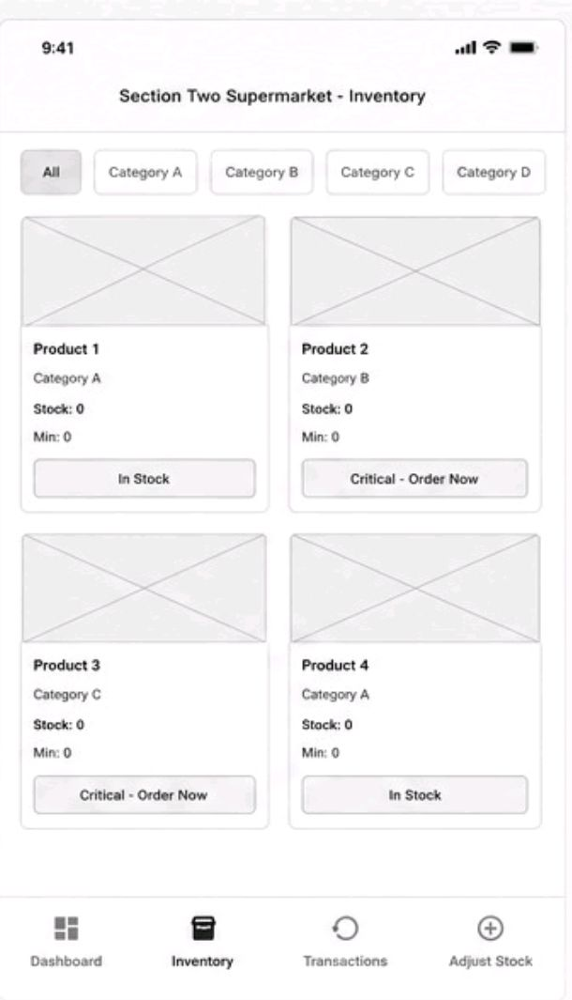 9:41
Section Two Supermarket - Inventory
All
Category A
Category B
Category C
Category D
Product 1
Category A
Stock: 0
Min: 0
In Stock
Product 2
Category B
Stock: 0
Min: 0
Critical - Order Now
Product 3
Category C
Stock: 0
Min: 0
Critical - Order Now
Product 4
Category A
Stock: 0
Min: 0
In Stock
Dashboard
Inventory
Transactions
Adjust Stock